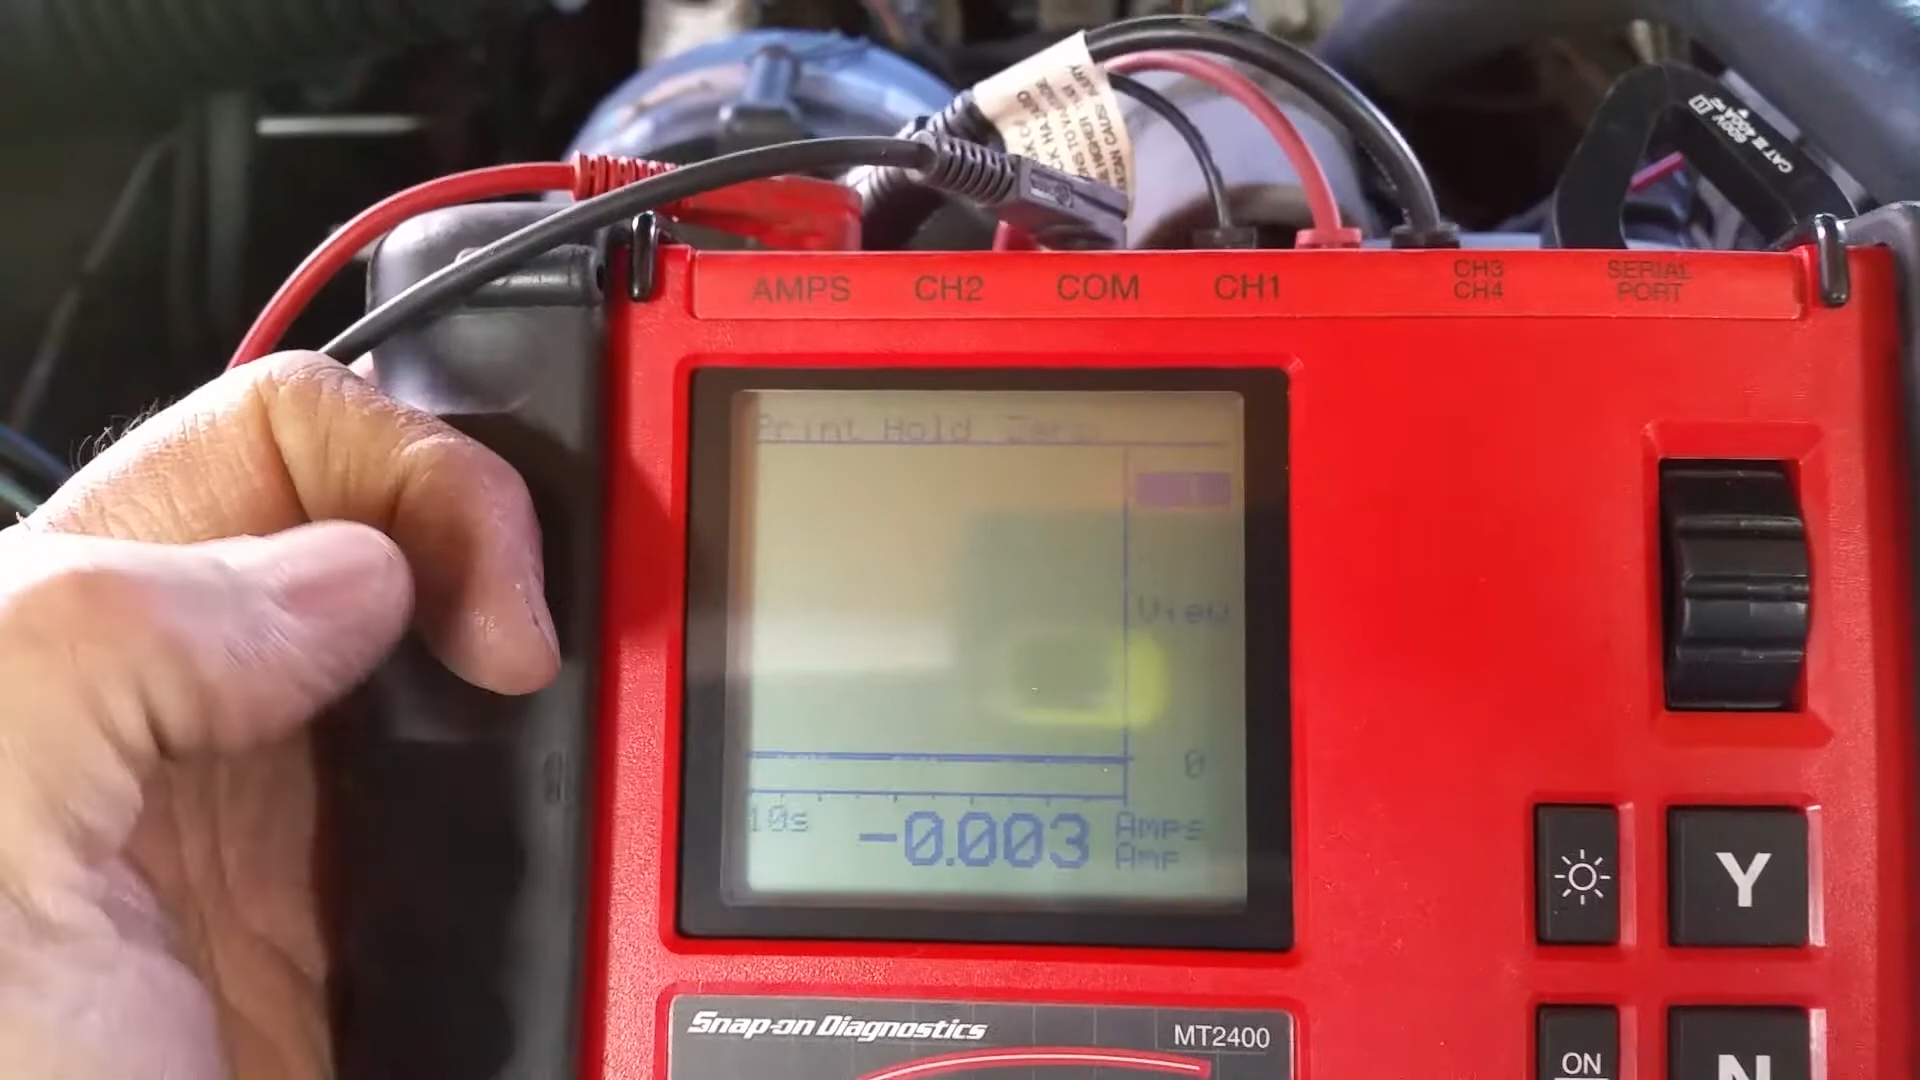 600V
CAT III 200A
AMPS
CH2
COM
CH1
CH3
CH4
SERIAL
PORT
Print Hold Zero
View
0
10s
-0.003
Amps
Amp
Y
Snap-on Diagnostics
MT2400
ON
N